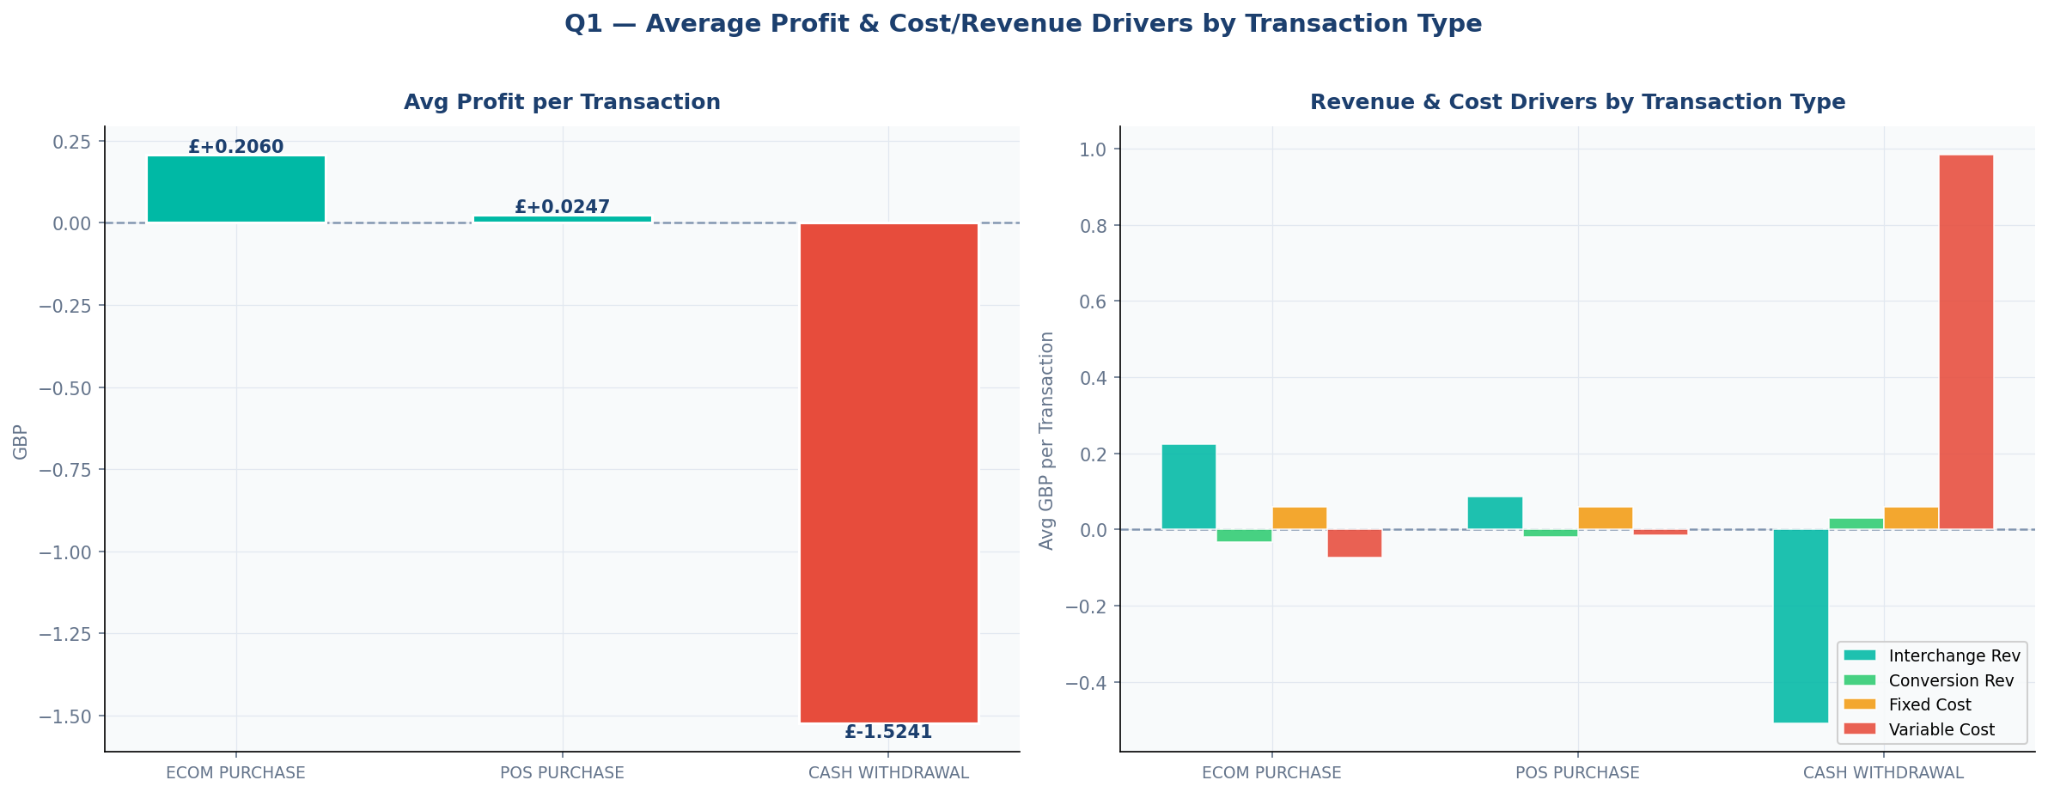 Q1 — Average Profit & Cost/Revenue Drivers by Transaction Type
Avg Profit per Transaction
GBP
0.25
0.00
−0.25
−0.50
−0.75
−1.00
−1.25
−1.50
£+0.2060
£+0.0247
£-1.5241
ECOM PURCHASE
POS PURCHASE
CASH WITHDRAWAL
Revenue & Cost Drivers by Transaction Type
Avg GBP per Transaction
1.0
0.8
0.6
0.4
0.2
0.0
−0.2
−0.4
Interchange Rev
Conversion Rev
Fixed Cost
Variable Cost
ECOM PURCHASE
POS PURCHASE
CASH WITHDRAWAL